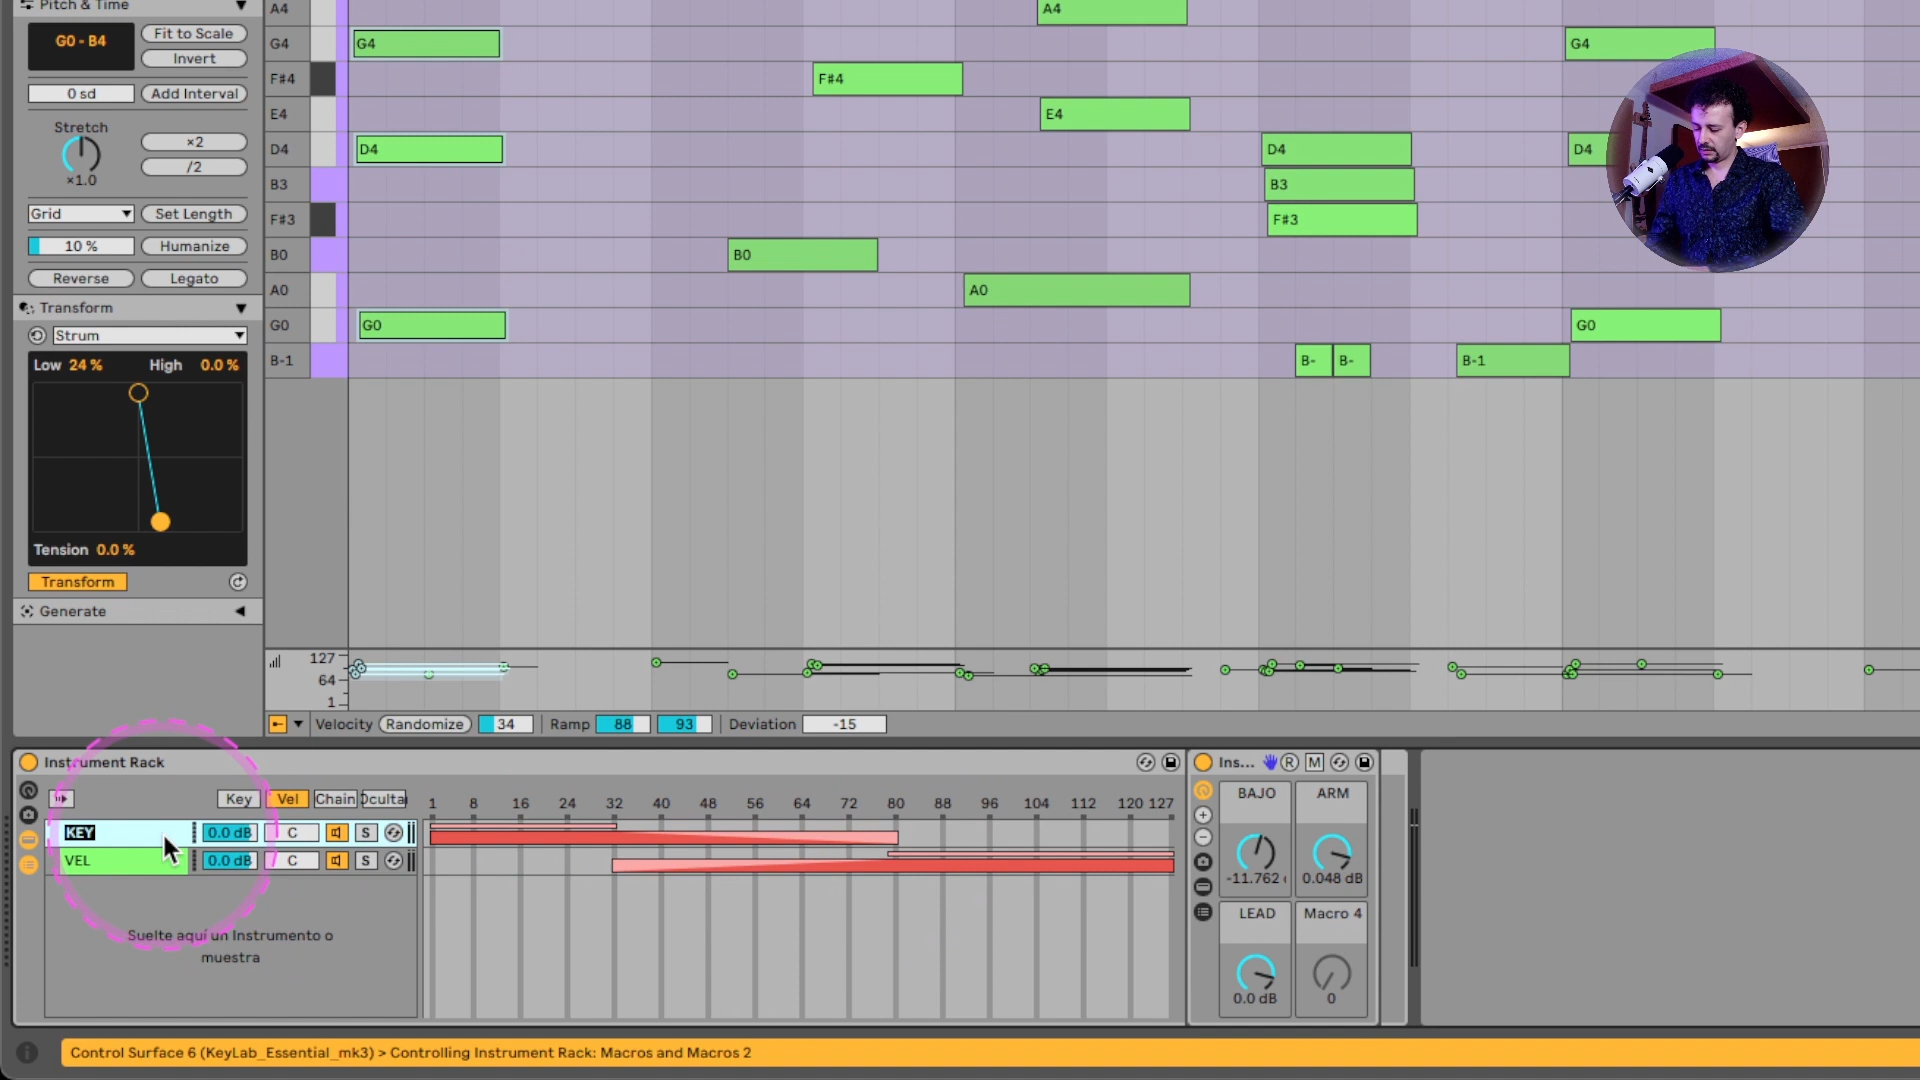 Pitch & Time
G0 - B4
Fit to Scale
Invert
0 sd
Add Interval
Stretch
×1.0
×2
/2
Grid
Set Length
10 %
Humanize
Reverse
Legato
Transform
Strum
Low 24 %
High 0.0 %
Tension 0.0 %
Transform
Generate
A4
G4
F#4
E4
D4
B3
F#3
B0
A0
G0
B-1
A4
G4
G4
F#4
E4
D4
D4
D4
B3
F#3
B0
A0
G0
G0
B-
B-
B-1
127
64
1
Velocity
Randomize
34
Ramp
88
93
Deviation
-15
Instrument Rack
Key
Vel
Chain
Oculta
1 8 16 24 32 40 48 56 64 72 80 88 96 104 112 120 127
KEY
0.0 dB
C
S
VEL
0.0 dB
C
S
Suelte aquí un Instrumento o
muestra
Ins...
R
M
BAJO
ARM
-11.762
0.048 dB
LEAD
Macro 4
0.0 dB
0
Control Surface 6 (KeyLab_Essential_mk3) > Controlling Instrument Rack: Macros and Macros 2